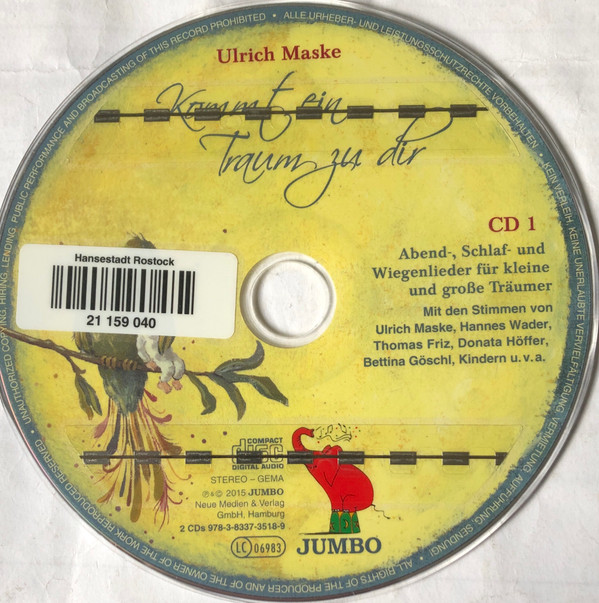 Ulrich Maske
Kommt ein
Traum zu dir
CD 1
Abend-, Schlaf- und
Wiegenlieder für kleine
und große Träumer
Mit den Stimmen von
Ulrich Maske, Hannes Wader,
Thomas Friz, Donata Höffer,
Bettina Göschl, Kindern u. v. a.
Hansestadt Rostock
21 159 040
COMPACT
disc
DIGITAL AUDIO
STEREO – GEMA
℗+© 2015 JUMBO
Neue Medien & Verlag
GmbH, Hamburg
2 CDs 978-3-8337-3518-9
LC 06983
JUMBO
ALLE URHEBER- UND LEISTUNGSSCHUTZRECHTE VORBEHALTEN • KEIN VERLEIH, KEINE UNERLAUBTE VERVIELFÄLTIGUNG, VERMIETUNG, AUFFÜHRUNG, SENDUNG! •
ALL RIGHTS OF THE PRODUCER AND OF THE OWNER OF THE WORK REPRODUCED RESERVED • UNAUTHORIZED COPYING, HIRING, LENDING, PUBLIC PERFORMANCE AND BROADCASTING OF THIS RECORD PROHIBITED •